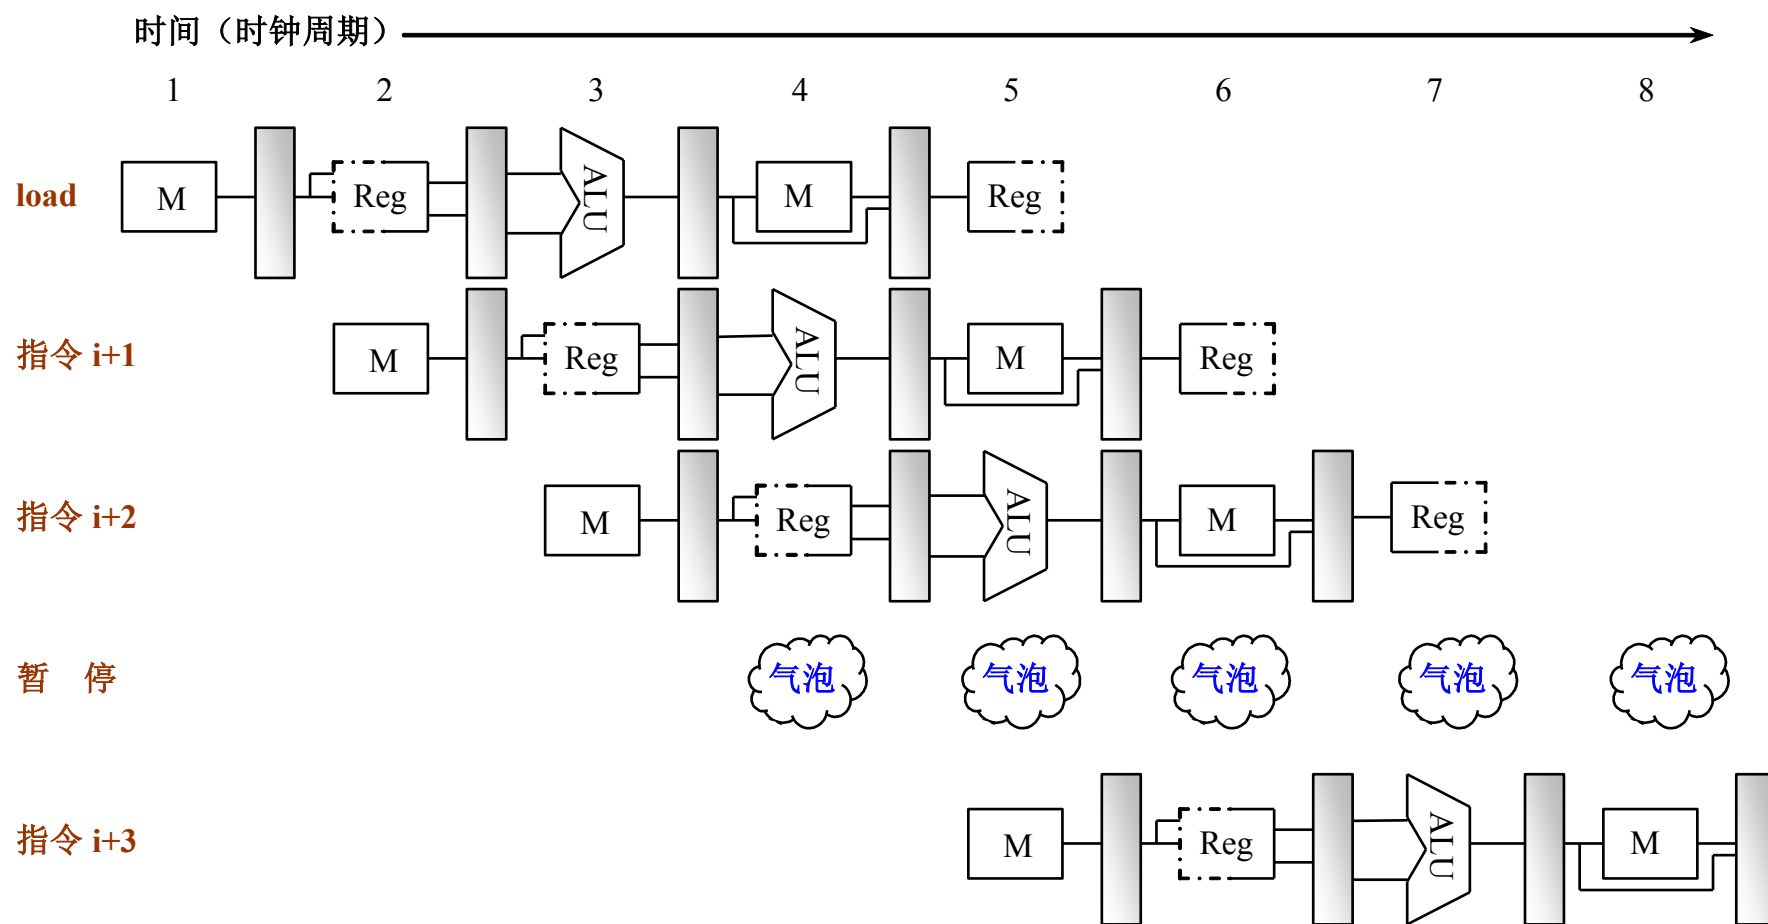 时间（时钟周期）
1 2 3 4 5 6 7 8
load M Reg ALU M Reg
指令 i+1 M Reg ALU M Reg
指令 i+2 M Reg ALU M Reg
暂 停 气泡 气泡 气泡 气泡 气泡
指令 i+3 M Reg ALU M